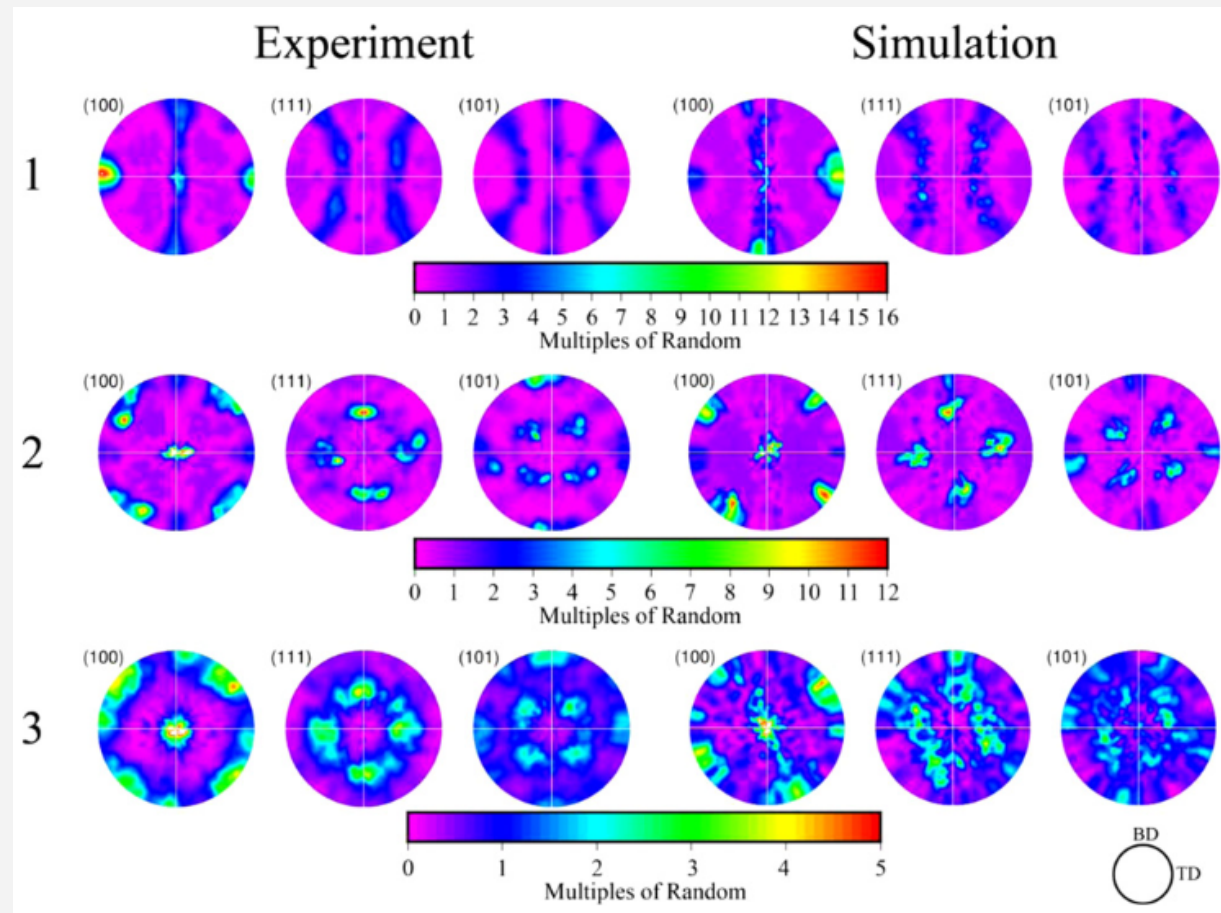 Experiment Simulation
(100) (111) (101) (100) (111) (101)
1
0 1 2 3 4 5 6 7 8 9 10 11 12 13 14 15 16
Multiples of Random
(100) (111) (101) (100) (111) (101)
2
0 1 2 3 4 5 6 7 8 9 10 11 12
Multiples of Random
(100) (111) (101) (100) (111) (101)
3
0 1 2 3 4 5
Multiples of Random
BD
TD